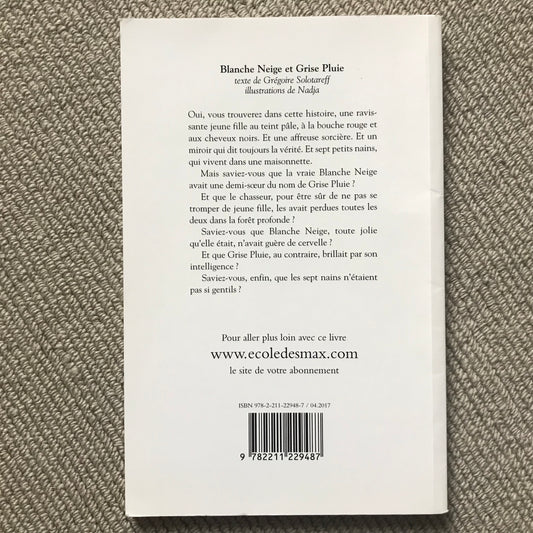 Blanche Neige et Grise Pluie
texte de Grégoire Solotareff
illustrations de Nadja
Oui, vous trouverez dans cette histoire, une ravis-
sante jeune fille au teint pâle, à la bouche rouge et
aux cheveux noirs. Et une affreuse sorcière. Et un
miroir qui dit toujours la vérité. Et sept petits nains,
qui vivent dans une maisonnette.
Mais saviez-vous que la vraie Blanche Neige
avait une demi-sœur du nom de Grise Pluie ?
Et que le chasseur, pour être sûr de ne pas se
tromper de jeune fille, les avait perdues toutes les
deux dans la forêt profonde ?
Saviez-vous que Blanche Neige, toute jolie
qu'elle était, n'avait guère de cervelle ?
Et que Grise Pluie, au contraire, brillait par son
intelligence ?
Saviez-vous, enfin, que les sept nains n'étaient
pas si gentils ?
Pour aller plus loin avec ce livre
www.ecoledesmax.com
le site de votre abonnement
ISBN 978-2-211-22948-7 / 04.2017
9 782211 229487